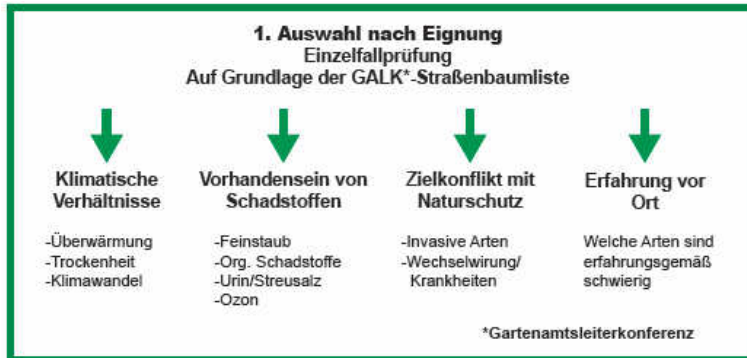 1. Auswahl nach Eignung
Einzelfallprüfung
Auf Grundlage der GALK*-Straßenbaumliste
Klimatische
Verhältnisse
-Überwärmung
-Trockenheit
-Klimawandel
Vorhandensein von
Schadstoffen
-Feinstaub
-Org. Schadstoffe
-Urin/Streusalz
-Ozon
Zielkonflikt mit
Naturschutz
-Invasive Arten
-Wechselwirung/
Krankheiten
Erfahrung vor
Ort
Welche Arten sind
erfahrungsgemäß
schwierig
*Gartenamtsleiterkonferenz